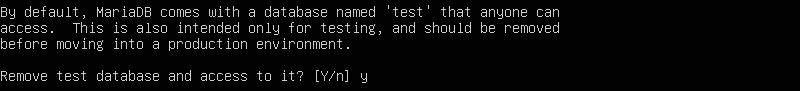 By default, MariaDB comes with a database named 'test' that anyone can
access.  This is also intended only for testing, and should be removed
before moving into a production environment.
Remove test database and access to it? [Y/n] y